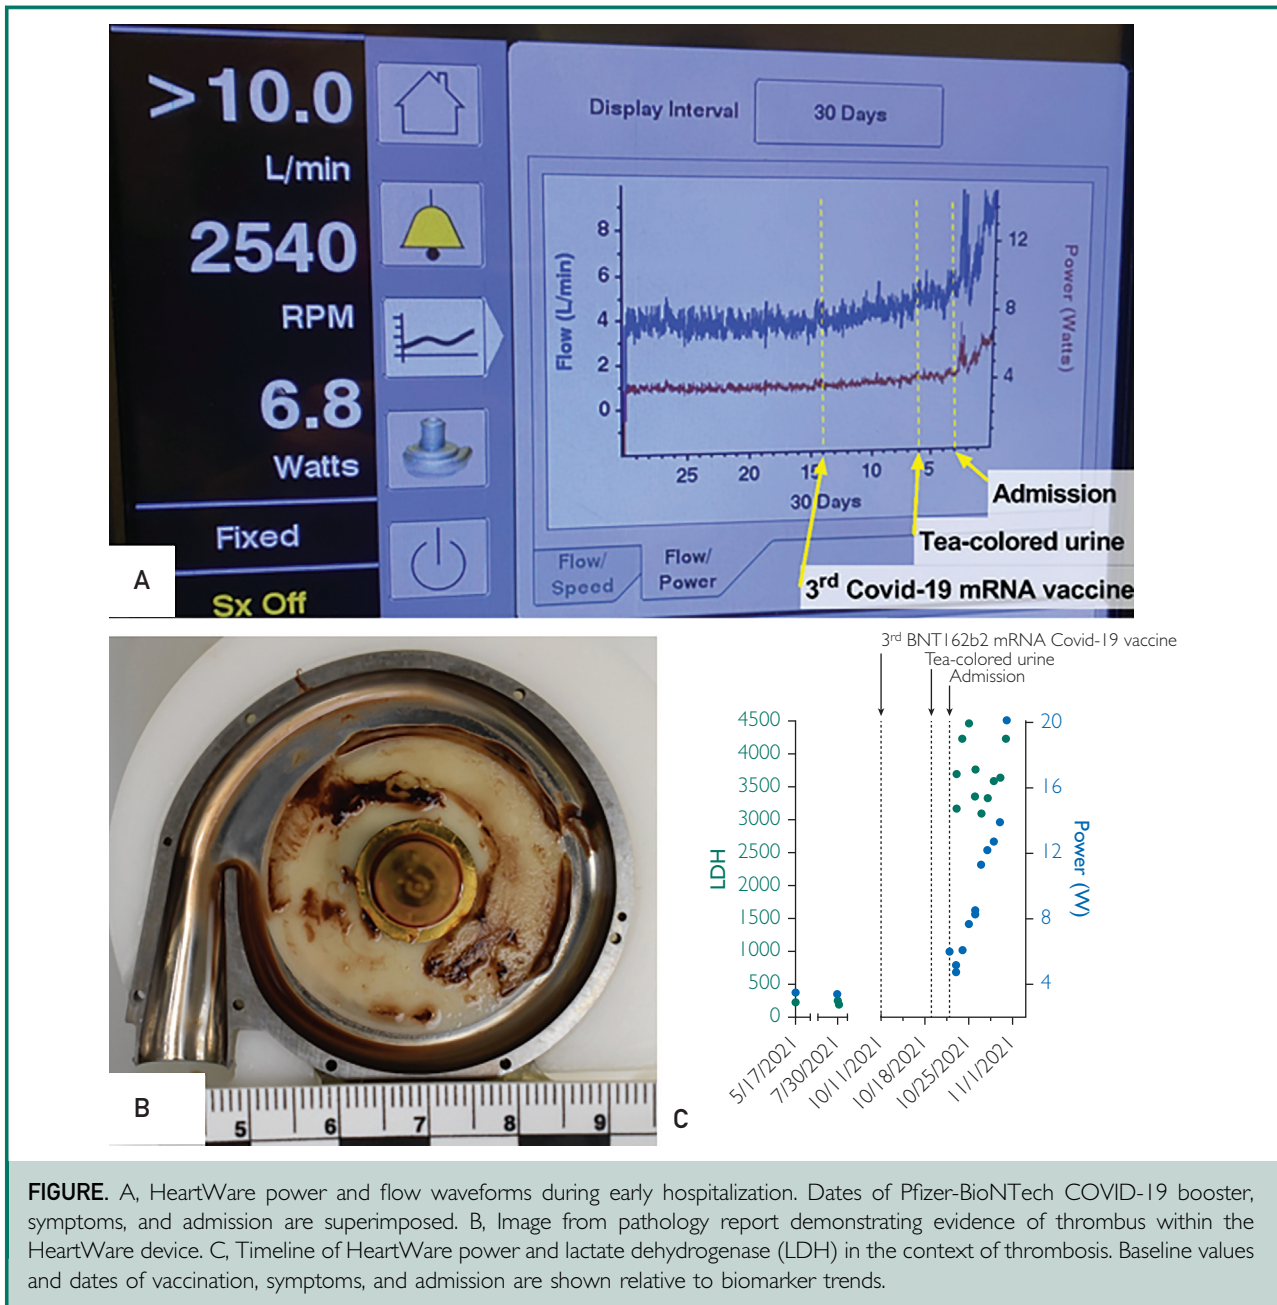 >10.0
L/min
2540
RPM
6.8
Watts
Fixed
Sx Off
Display Interval
30 Days
Flow (L/min)
8
6
4
2
0
12
8
4
Power (Watts)
25 20 15 10 5
30 Days
Flow/
Speed
Flow/
Power
Admission
Tea-colored urine
3rd Covid-19 mRNA vaccine
A
5 6 7 8 9
B
3rd BNT162b2 mRNA Covid-19 vaccine
Tea-colored urine
Admission
LDH
4500
4000
3500
3000
2500
2000
1500
1000
500
0
20
16
12
8
4
Power (W)
5/17/2021
7/30/2021
10/11/2021
10/18/2021
10/25/2021
11/1/2021
C
FIGURE. A, HeartWare power and flow waveforms during early hospitalization. Dates of Pfizer-BioNTech COVID-19 booster,
symptoms, and admission are superimposed. B, Image from pathology report demonstrating evidence of thrombus within the
HeartWare device. C, Timeline of HeartWare power and lactate dehydrogenase (LDH) in the context of thrombosis. Baseline values
and dates of vaccination, symptoms, and admission are shown relative to biomarker trends.